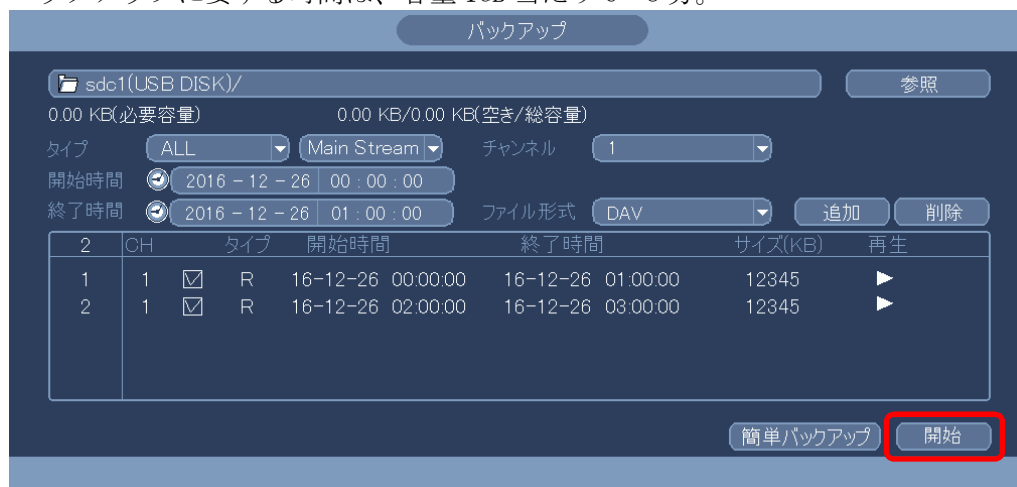 バックアップ
sdc1(USB DISK)/ 参照
0.00 KB(必要容量) 0.00 KB/0.00 KB(空き/総容量)
タイプ ALL Main Stream チャンネル 1
開始時間 2016 - 12 - 26 00 : 00 : 00
終了時間 2016 - 12 - 26 01 : 00 : 00 ファイル形式 DAV 追加 削除
2 CH タイプ 開始時間 終了時間 サイズ(KB) 再生
1 1 R 16-12-26 00:00:00 16-12-26 01:00:00 12345
2 1 R 16-12-26 02:00:00 16-12-26 03:00:00 12345
簡単バックアップ 開始